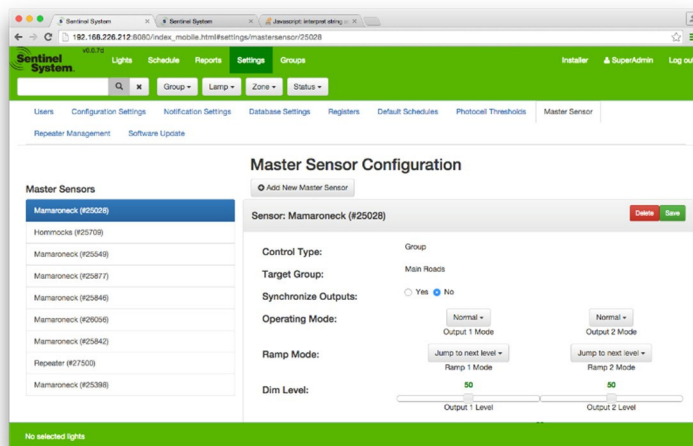 Sentinel System
Sentinel System
Javascript: interpret string
192.168.226.212:8080/index_mobile.html#settings/mastersensor/25028
Sentinel System
v0.0.7d
Lights Schedule Reports Settings Groups
Installer SuperAdmin Log out
Group Lamp Zone Status
Users Configuration Settings Notification Settings Database Settings Registers Default Schedules Photocell Thresholds Master Sensor
Repeater Management Software Update
Master Sensor Configuration
Master Sensors
Add New Master Sensor
Mamaroneck (#25028)
Hommocks (#25709)
Mamaroneck (#25549)
Mamaroneck (#25877)
Mamaroneck (#25846)
Mamaroneck (#26056)
Mamaroneck (#25842)
Repeater (#27500)
Mamaroneck (#25398)
Sensor: Mamaroneck (#25028)
Delete Save
Control Type: Group
Target Group: Main Roads
Synchronize Outputs: Yes No
Operating Mode: Normal Normal
Output 1 Mode Output 2 Mode
Ramp Mode: Jump to next level Jump to next level
Ramp 1 Mode Ramp 2 Mode
Dim Level: 50 50
Output 1 Level Output 2 Level
No selected lights